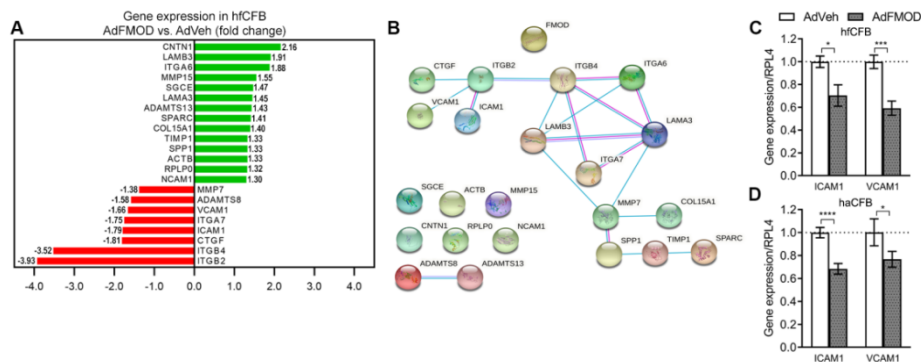 A
Gene expression in hfCFB
AdFMOD vs. AdVeh (fold change)
CNTN1 2.16
LAMB3 1.91
ITGA6 1.88
MMP15 1.55
SGCE 1.47
LAMA3 1.45
ADAMTS13 1.43
SPARC 1.41
COL15A1 1.40
TIMP1 1.33
SPP1 1.33
ACTB 1.33
RPLP0 1.32
NCAM1 1.30
-1.38 MMP7
-1.58 ADAMTS8
-1.66 VCAM1
-1.75 ITGA7
-1.79 ICAM1
-1.81 CTGF
-3.52 ITGB4
-3.93 ITGB2
-4.0 -3.0 -2.0 -1.0 0.0 1.0 2.0 3.0 4.0
B
FMOD
CTGF
ITGB2
ITGB4
ITGA6
VCAM1
ICAM1
LAMA3
LAMB3
ITGA7
SGCE
ACTB
MMP15
MMP7
COL15A1
CNTN1
RPLP0
NCAM1
SPP1
TIMP1
SPARC
ADAMTS8
ADAMTS13
AdVeh AdFMOD
C
hfCFB
Gene expression/RPL4
1.2
1.0
0.8
0.6
0.4
0.2
0.0
*
***
ICAM1 VCAM1
D
haCFB
Gene expression/RPL4
1.2
1.0
0.8
0.6
0.4
0.2
0.0
****
*
ICAM1 VCAM1